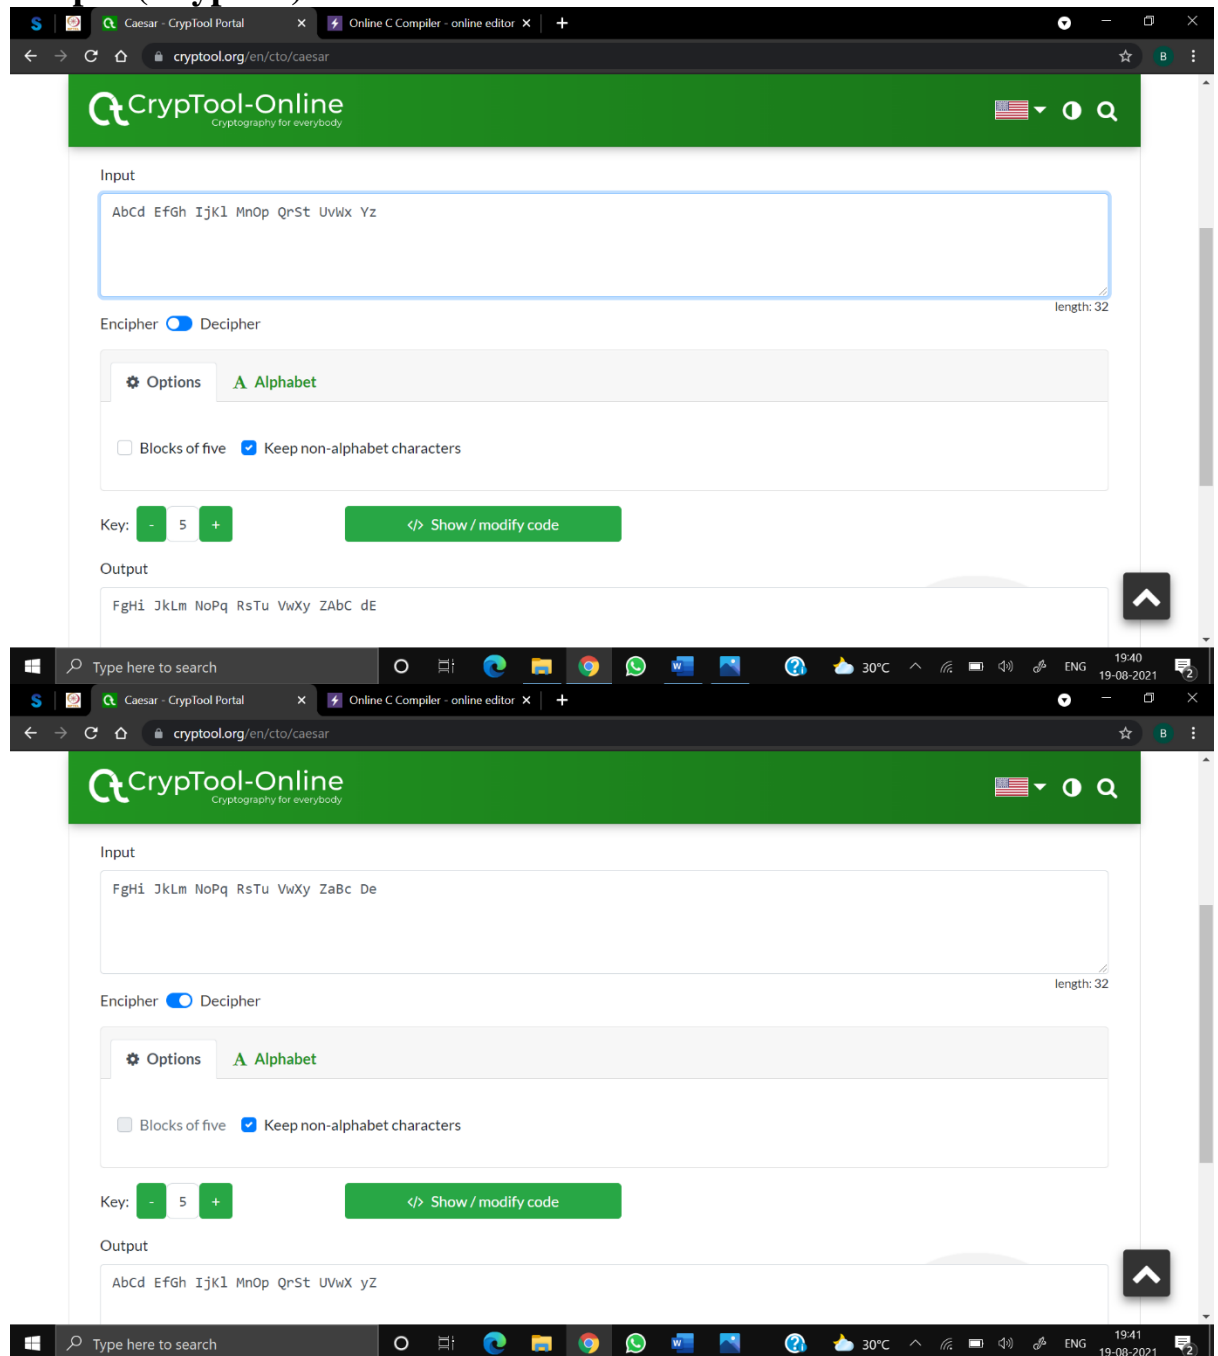 Caesar - CrypTool Portal
Online C Compiler - online editor
cryptool.org/en/cto/caesar
B
CrypTool-Online
Cryptography for everybody
Input
AbCd EfGh IjKl MnOp QrSt UvWx Yz
length: 32
Encipher Decipher
Options A Alphabet
Blocks of five Keep non-alphabet characters
Key: - 5 + </> Show / modify code
Output
FgHi JkLm NoPq RsTu VwXy ZAbC dE
Type here to search
30°C ENG 19:40
19-08-2021
2
S Caesar - CrypTool Portal
Online C Compiler - online editor
cryptool.org/en/cto/caesar
B
CrypTool-Online
Cryptography for everybody
Input
FgHi JkLm NoPq RsTu VwXy ZaBc De
length: 32
Encipher Decipher
Options A Alphabet
Blocks of five Keep non-alphabet characters
Key: - 5 + </> Show / modify code
Output
AbCd EfGh IjKl MnOp QrSt UVwX yZ
Type here to search
30°C ENG 19:41
19-08-2021
2